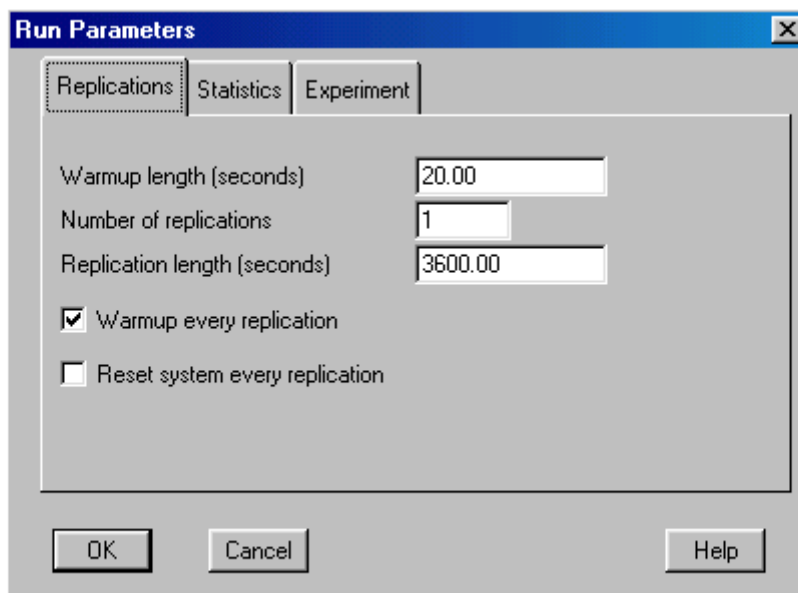 Run Parameters
Replications Statistics Experiment
Warmup length (seconds) 20.00
Number of replications 1
Replication length (seconds) 3600.00
Warmup every replication
Reset system every replication
OK Cancel Help